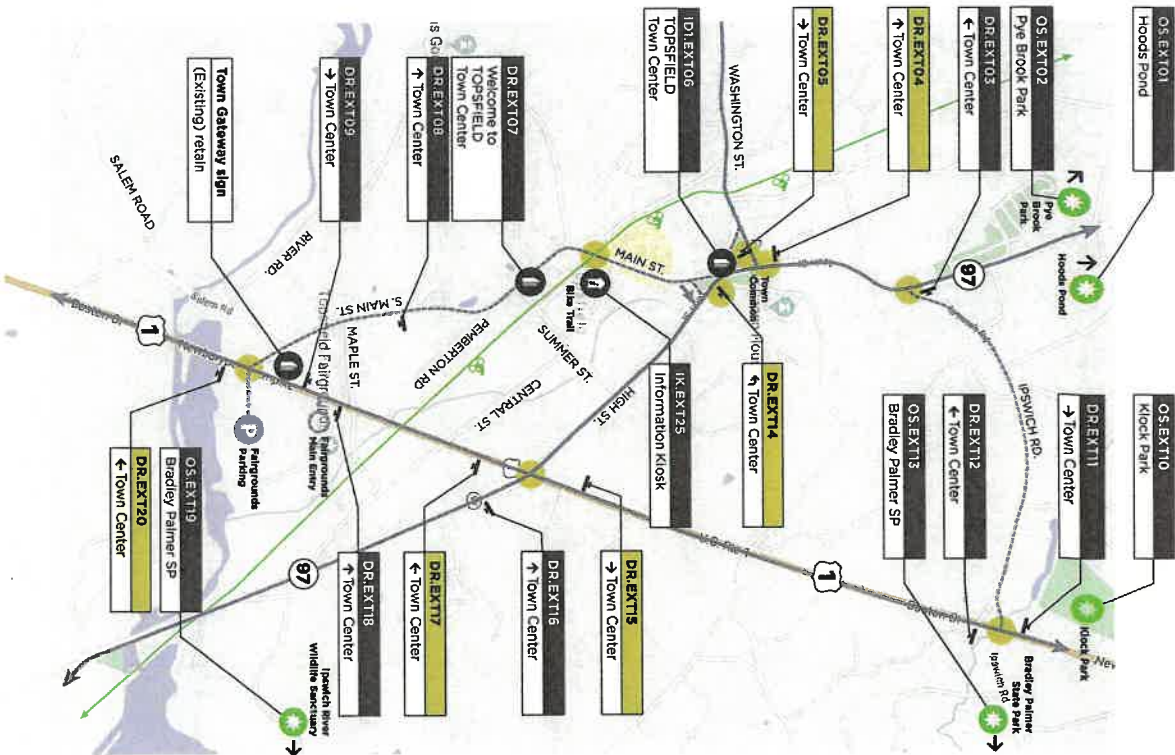 OS.EXT01
Hoods Pond
OS.EXT02
Pye Brook Park
DR.EXT03
← Town Center
DR.EXT04
↑ Town Center
DR.EXT05
→ Town Center
ID1.EXT06
TOPSFIELD
Town Center
DR.EXT07
Welcome to
TOPSFIELD
Town Center
DR.EXT08
↑ Town Center
DR.EXT09
→ Town Center
Town Gateway sign
(Existing) retain
OS.EXT10
Klock Park
DR.EXT11
→ Town Center
DR.EXT12
← Town Center
OS.EXT13
Bradley Palmer SP
DR.EXT14
↰ Town Center
IK.EXT25
Information Kiosk
DR.EXT15
→ Town Center
DR.EXT16
↑ Town Center
DR.EXT17
← Town Center
DR.EXT18
↑ Town Center
OS.EXT19
Bradley Palmer SP
DR.EXT20
← Town Center
Hoods Pond
Pye
Brook
Park
97
IPSWICH RD.
Klock Park
Bradley Palmer
State Park
Ipswich Rd
1
WASHINGTON ST.
Town
Common
MAIN ST.
HIGH ST.
Bike Trail
SUMMER ST.
CENTRAL ST.
PEMBERTON RD
S. MAIN ST.
MAPLE ST.
RIVER RD.
SALEM ROAD
Salem Rd
1
Fairgrounds
Main Entry
P
Fairgrounds
Parking
97
Ipswich River
Wildlife Sanctuary